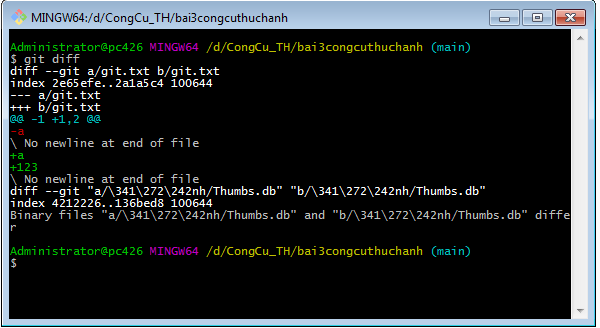 MINGW64:/d/CongCu_TH/bai3congcuthuchanh
Administrator@pc426 MINGW64 /d/CongCu_TH/bai3congcuthuchanh (main)
$ git diff
diff --git a/git.txt b/git.txt
index 2e65efe..2a1a5c4 100644
--- a/git.txt
+++ b/git.txt
@@ -1 +1,2 @@
-a
\ No newline at end of file
+a
+123
\ No newline at end of file
diff --git "a/\341\272\242nh/Thumbs.db" "b/\341\272\242nh/Thumbs.db"
index 4212226..136bed8 100644
Binary files "a/\341\272\242nh/Thumbs.db" and "b/\341\272\242nh/Thumbs.db" diffe
r
Administrator@pc426 MINGW64 /d/CongCu_TH/bai3congcuthuchanh (main)
$